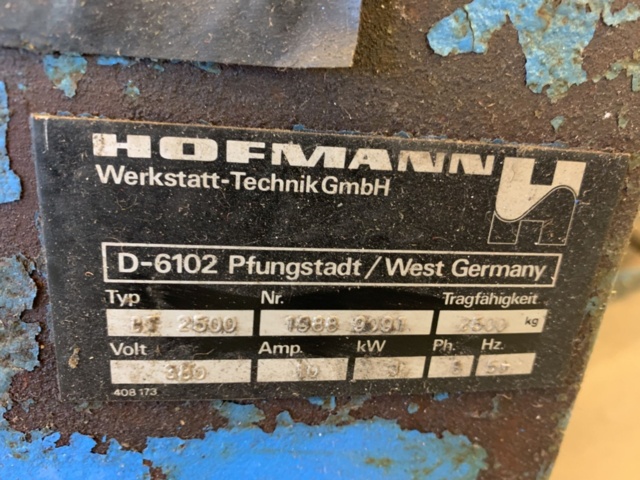 HOFMANN
Werkstatt-Technik GmbH
D-6102 Pfungstadt/West Germany
Typ Nr. Tragfähigkeit
2500 1988 2500 kg
Volt Amp. kW Ph. Hz.
380 10
408 173